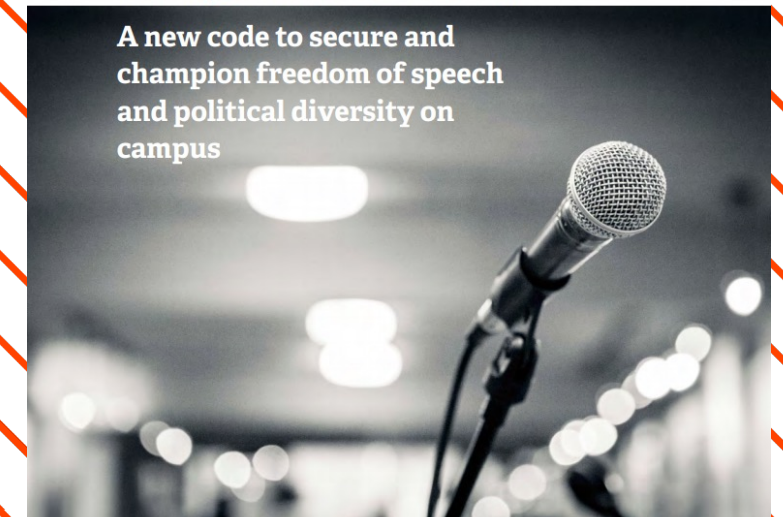 A new code to secure and
champion freedom of speech
and political diversity on
campus